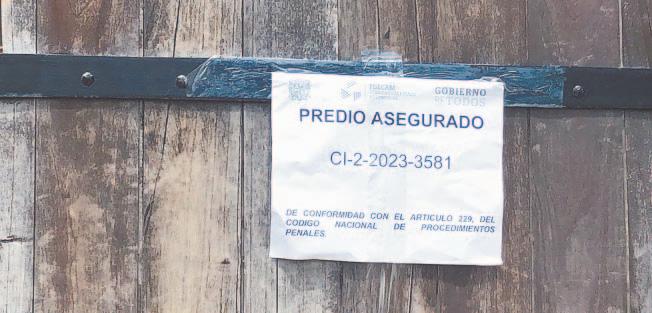 FGECAM
GOBIERNO
DE TODOS
PREDIO ASEGURADO
CI-2-2023-3581
DE CONFORMIDAD CON EL ARTICULO 229, DEL
CODIGO NACIONAL DE PROCEDIMIENTOS
PENALES.